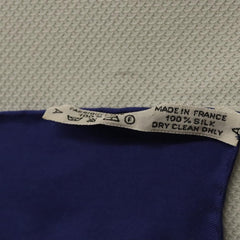 MADE IN FRANCE
100% SILK
DRY CLEAN ONLY